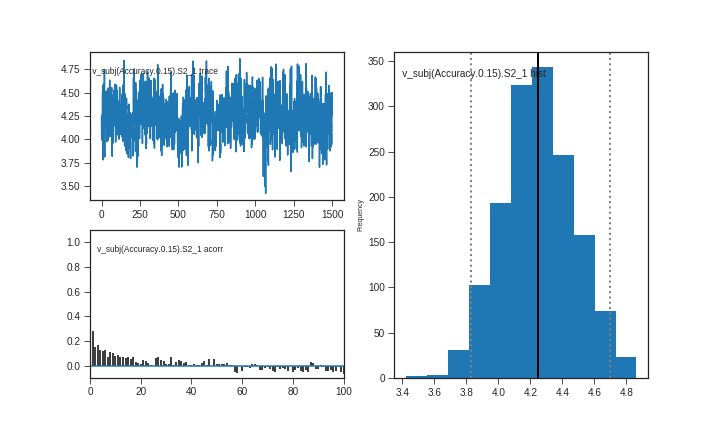 v_subj(Accuracy.0.15).S2_1 trace
4.75
4.50
4.25
4.00
3.75
3.50
0 250 500 750 1000 1250 1500
v_subj(Accuracy.0.15).S2_1 acorr
1.0
0.8
0.6
0.4
0.2
0.0
0 20 40 60 80 100
v_subj(Accuracy.0.15).S2_1 hist
Frequency
350
300
250
200
150
100
50
0
3.4 3.6 3.8 4.0 4.2 4.4 4.6 4.8